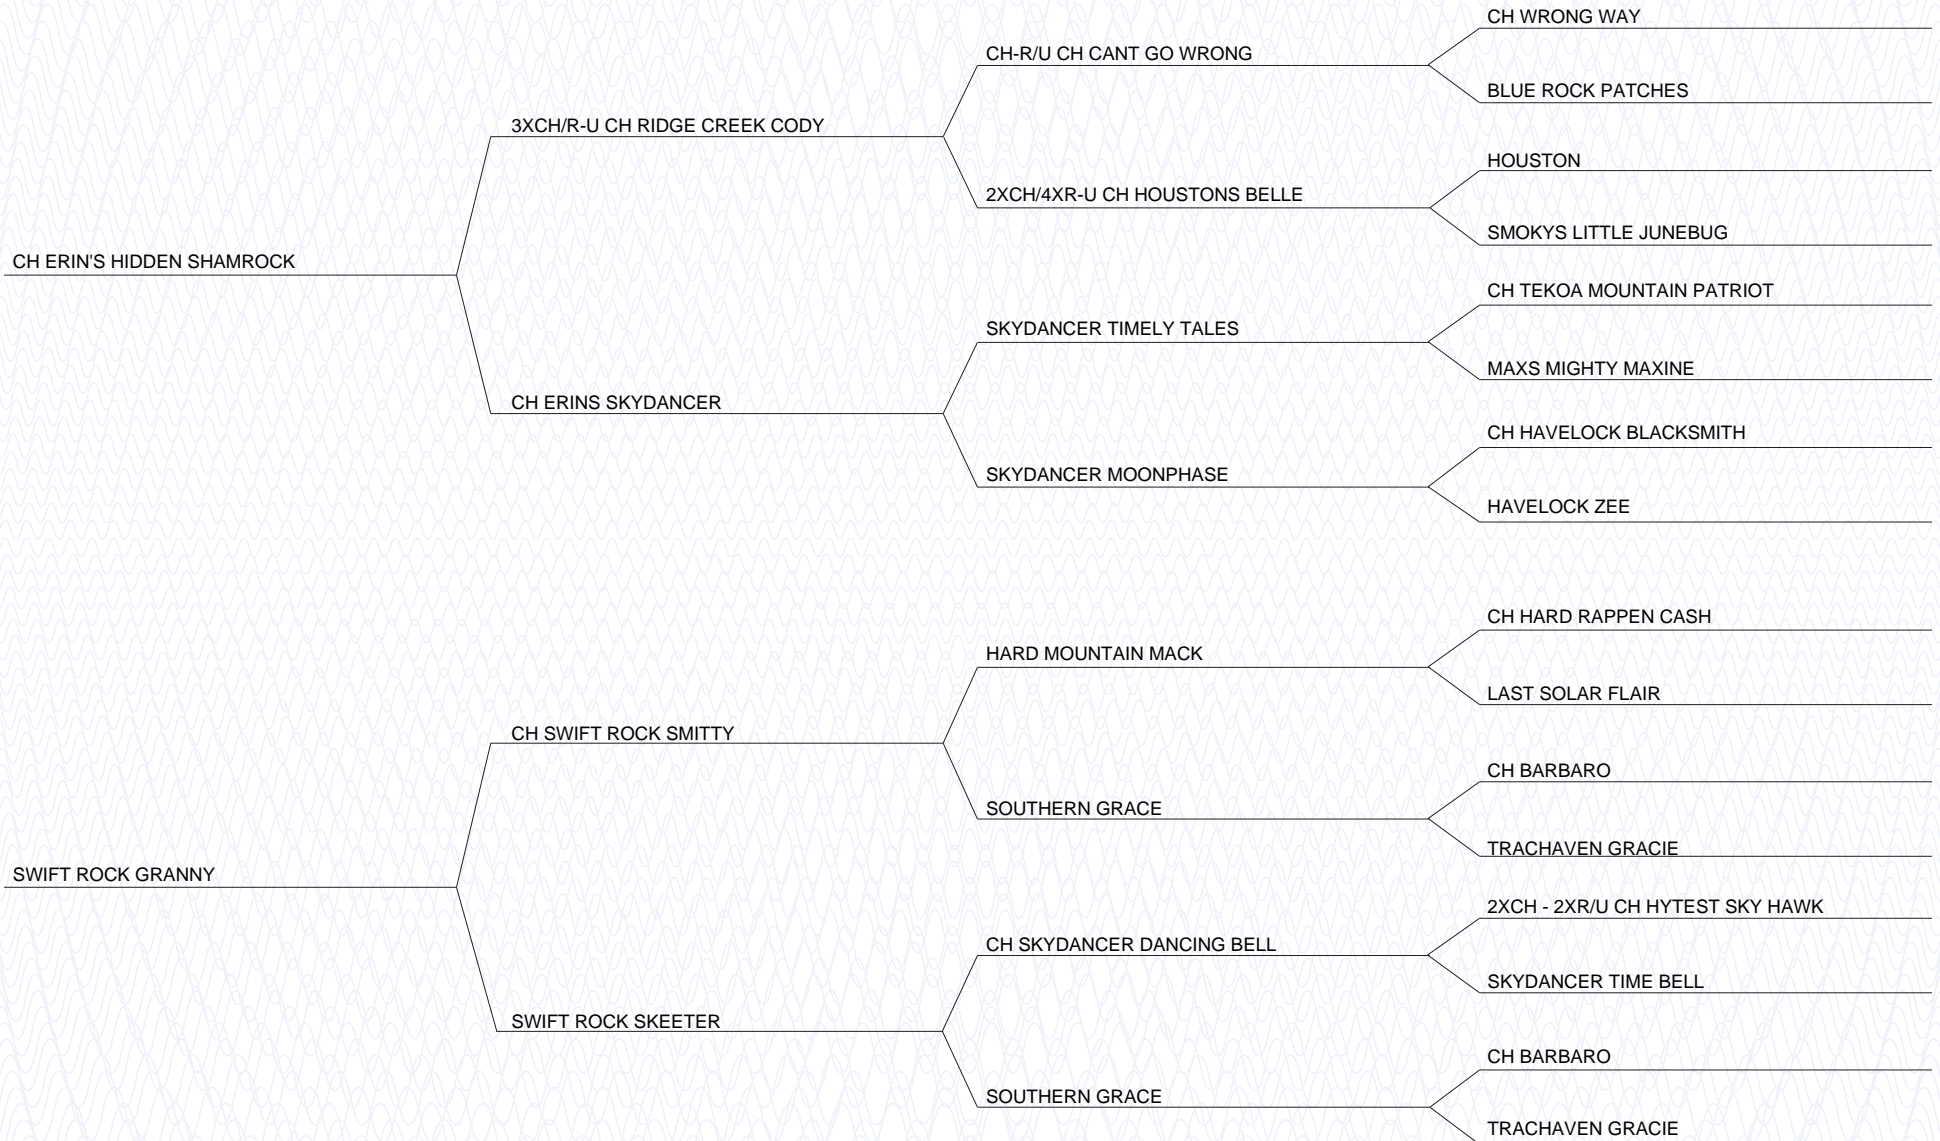 CH WRONG WAY
CH-R/U CH CANT GO WRONG
BLUE ROCK PATCHES
3XCH/R-U CH RIDGE CREEK CODY
HOUSTON
2XCH/4XR-U CH HOUSTONS BELLE
SMOKYS LITTLE JUNEBUG
CH ERIN'S HIDDEN SHAMROCK
CH TEKOA MOUNTAIN PATRIOT
SKYDANCER TIMELY TALES
MAXS MIGHTY MAXINE
CH ERINS SKYDANCER
CH HAVELOCK BLACKSMITH
SKYDANCER MOONPHASE
HAVELOCK ZEE
CH HARD RAPPEN CASH
HARD MOUNTAIN MACK
LAST SOLAR FLAIR
CH SWIFT ROCK SMITTY
CH BARBARO
SOUTHERN GRACE
TRACHAVEN GRACIE
SWIFT ROCK GRANNY
2XCH - 2XR/U CH HYTEST SKY HAWK
CH SKYDANCER DANCING BELL
SKYDANCER TIME BELL
SWIFT ROCK SKEETER
CH BARBARO
SOUTHERN GRACE
TRACHAVEN GRACIE